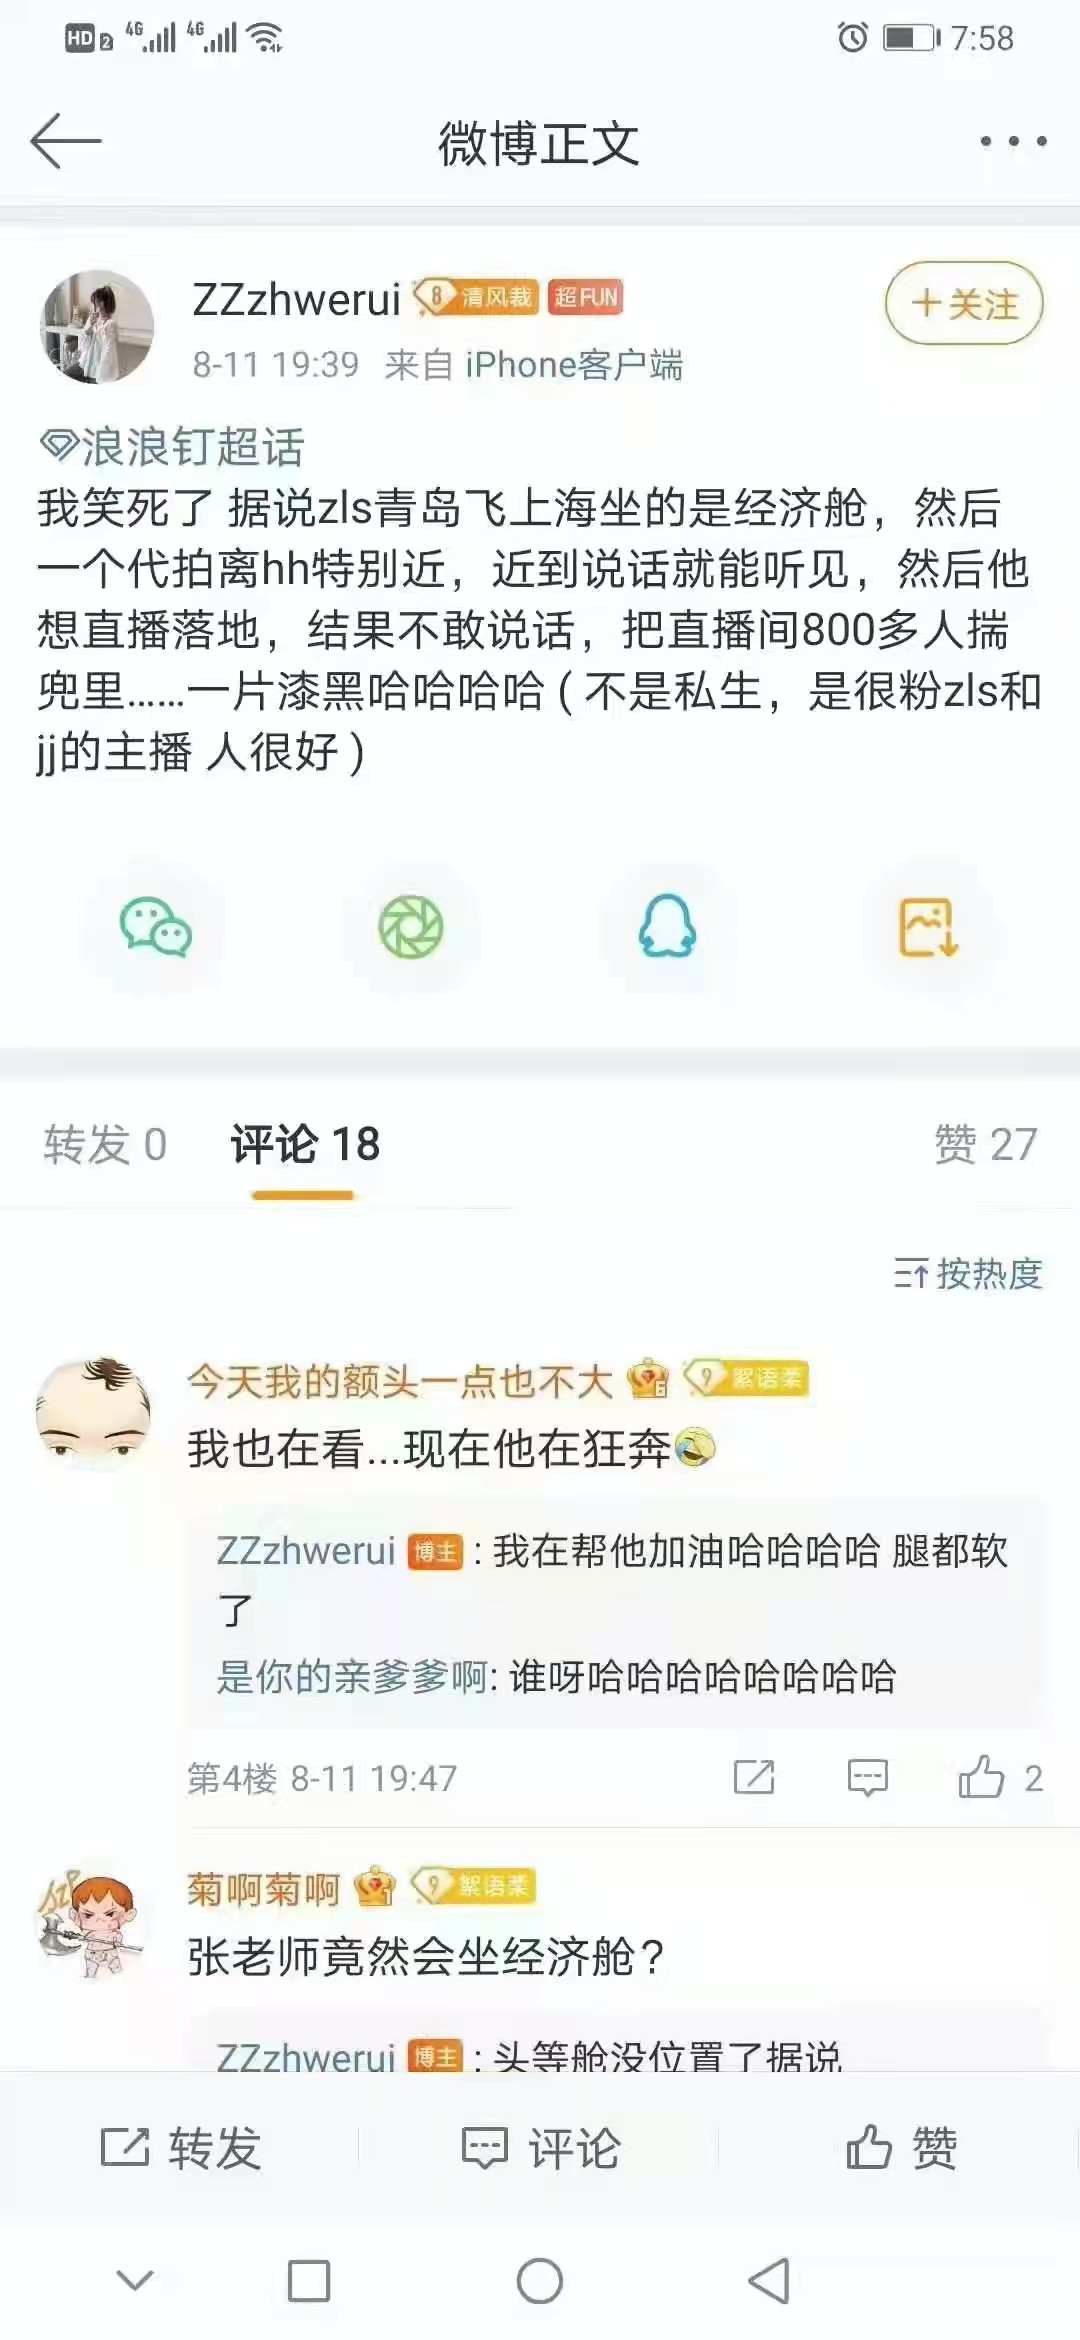 HD 2 4G 4G 7:58
微博正文
ZZzhwerui 8 清风裁 超FUN
+关注
8-11 19:39 来自 iPhone客户端
浪浪钉超话
我笑死了 据说zls青岛飞上海坐的是经济舱，然后
一个代拍离hh特别近，近到说话就能听见，然后他
想直播落地，结果不敢说话，把直播间800多人揣
兜里……一片漆黑哈哈哈哈 ( 不是私生，是很粉zls和
jj的主播 人很好 )
转发 0 评论 18 赞 27
按热度
今天我的额头一点也不大 6 9 絮语柔
我也在看...现在他在狂奔🤣
ZZzhwerui 博主 : 我在帮他加油哈哈哈哈 腿都软
了
是你的亲爹爹啊: 谁呀哈哈哈哈哈哈哈哈
第4楼 8-11 19:47 2
菊啊菊啊 1 9 絮语柔
张老师竟然会坐经济舱？
ZZzhwerui 博主 : 头等舱没位置了据说
转发 评论 赞